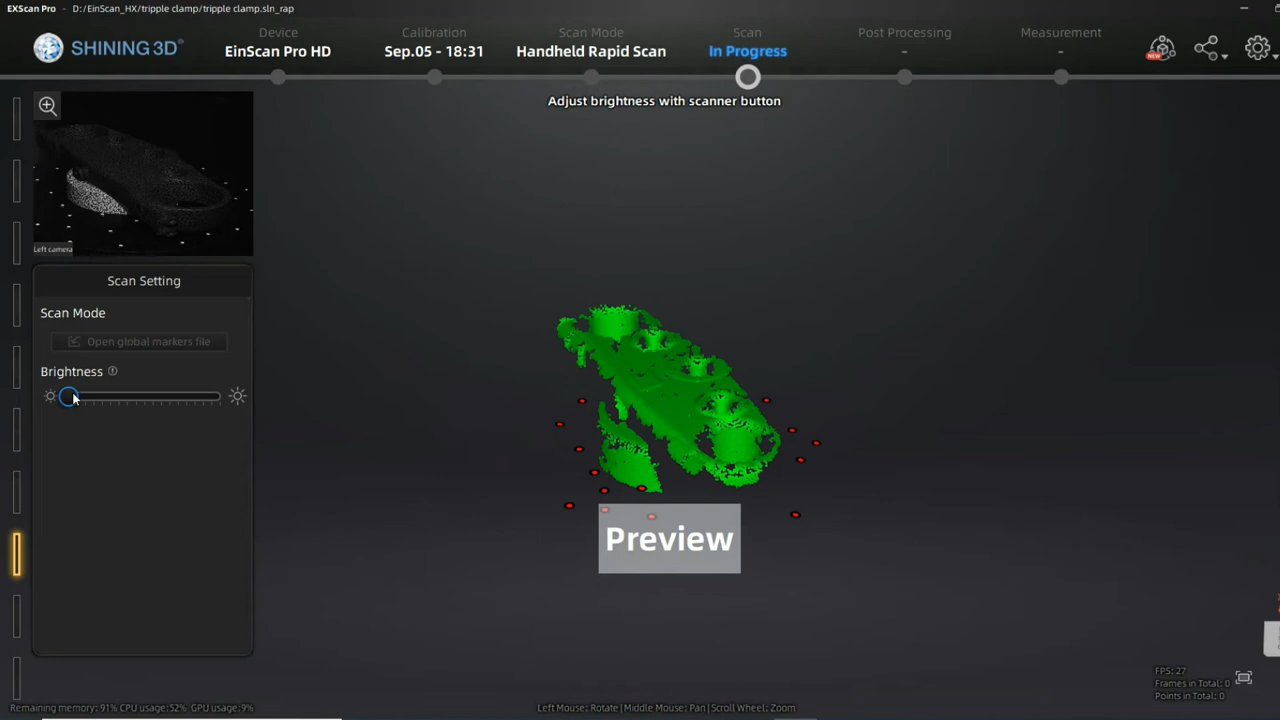 EXScan Pro - D:/EinScan_HX/tripple clamp/tripple clamp.sln_rap
SHINING 3D®
Device
EinScan Pro HD
Calibration
Sep.05 - 18:31
Scan Mode
Handheld Rapid Scan
Scan
In Progress
Post Processing
-
Measurement
-
NEW
Adjust brightness with scanner button
Left camera
Scan Setting
Scan Mode
Open global markers file
Brightness
Preview
FPS: 27
Frames in Total: 0
Points in Total: 0
Remaining memory: 91% CPU usage:52% GPU usage:9%
Left Mouse: Rotate|Middle Mouse: Pan|Scroll Wheel: Zoom